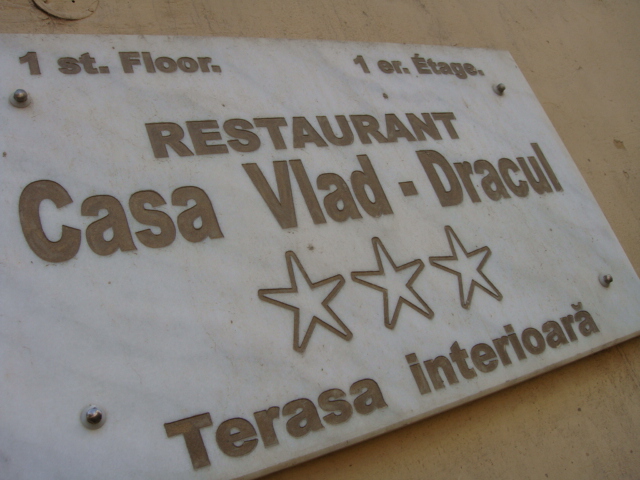 1 st. Floor. 1 er. Étage.
RESTAURANT
Casa Vlad - Dracul
Terasa interioară